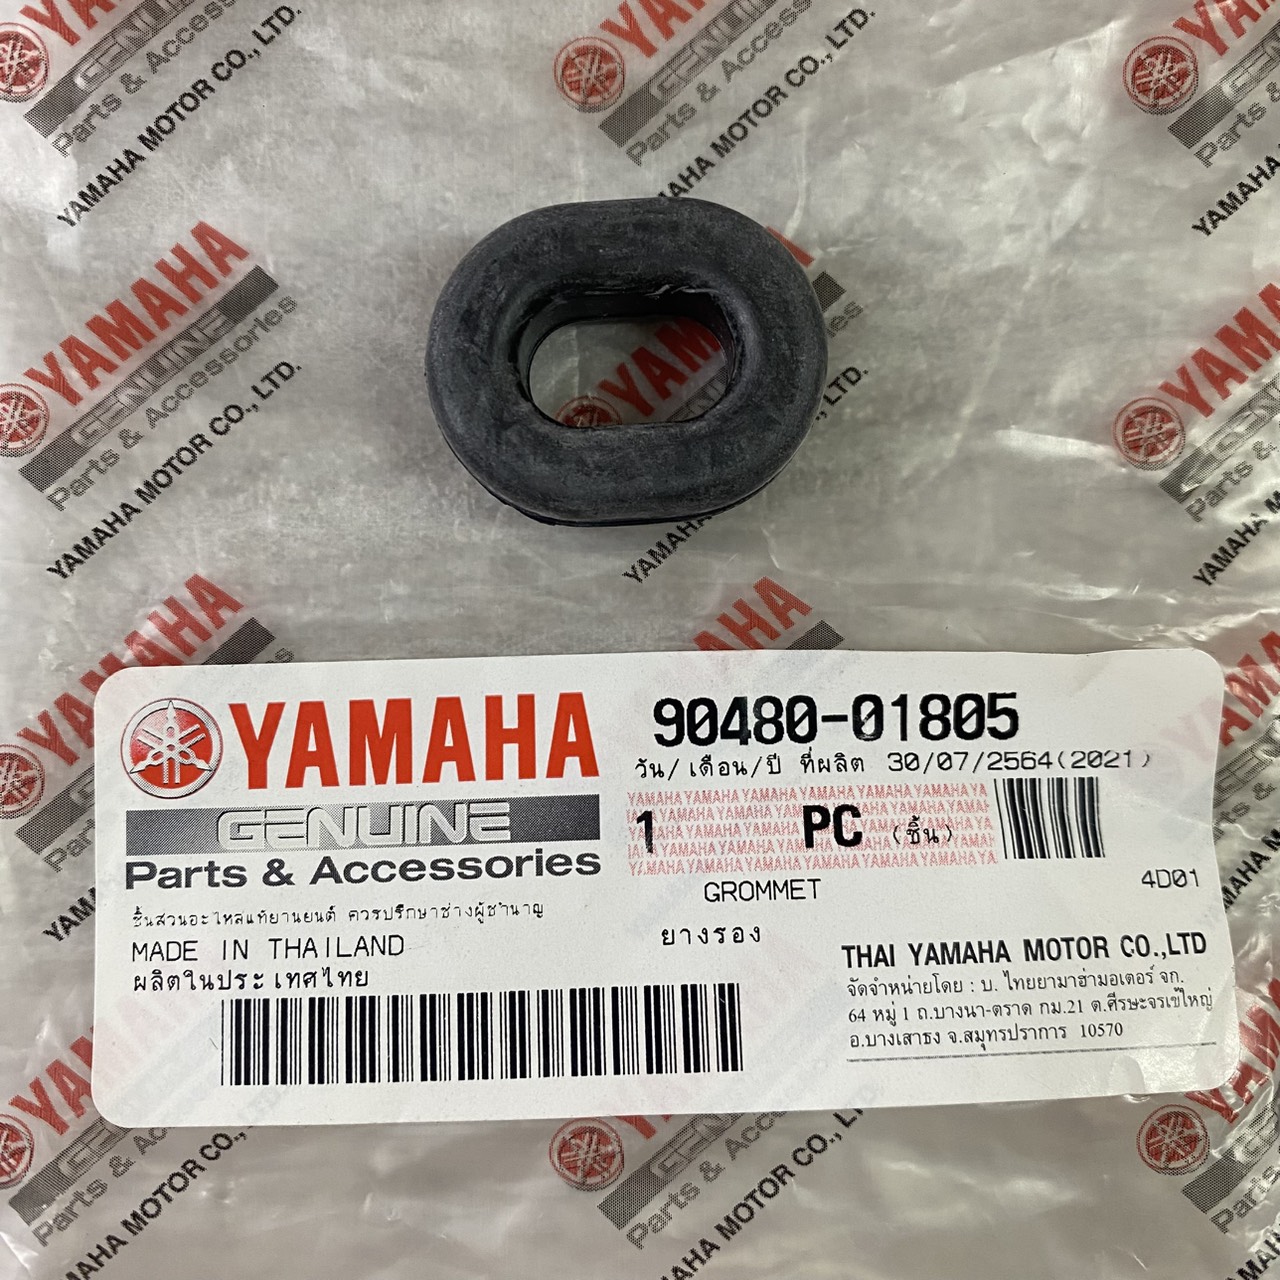 YAMAHA
GENUINE
Parts & Accessories
YAMAHA MOTOR CO., LTD.
YAMAHA
GENUINE
Parts & Accessories
ชิ้นส่วนอะไหล่แท้ยานยนต์ ควรปรึกษาช่างผู้ชำนาญ
MADE IN THAILAND
ผลิตในประเทศไทย
90480-01805
วัน/เดือน/ปี ที่ผลิต 30/07/2564(2021)
1 PC (ชิ้น)
GROMMET
4D01
ยางรอง
THAI YAMAHA MOTOR CO.,LTD
จัดจำหน่ายโดย : บ. ไทยยามาฮ่ามอเตอร์ จก.
64 หมู่ 1 ถ.บางนา-ตราด กม.21 ต.ศีรษะจรเข้ใหญ่
อ.บางเสาธง จ.สมุทรปราการ 10570